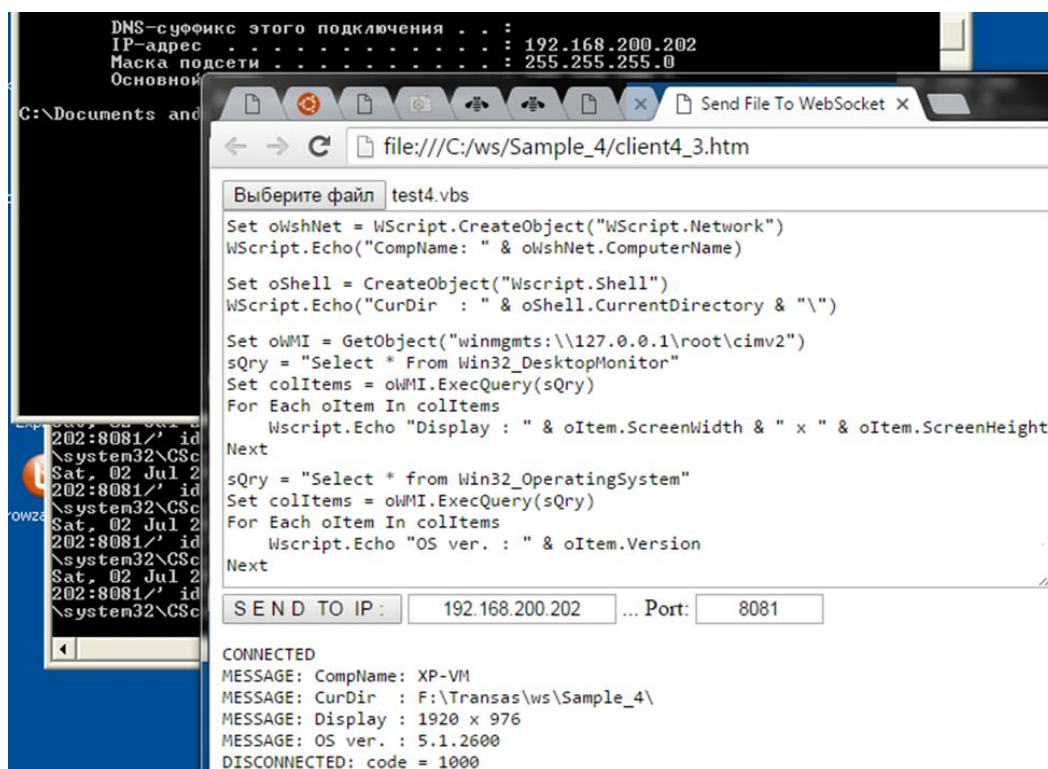 DNS-суффикс этого подключения . . :
IP-адрес . . . . . . . . . . . . : 192.168.200.202
Маска подсети . . . . . . . . . . : 255.255.255.0
Основной
C:\Documents and
Send File To WebSocket
file:///C:/ws/Sample_4/client4_3.htm
Выберите файл test4.vbs
Set oWshNet = WScript.CreateObject("WScript.Network")
WScript.Echo("CompName: " & oWshNet.ComputerName)
Set oShell = CreateObject("Wscript.Shell")
WScript.Echo("CurDir  : " & oShell.CurrentDirectory & "\")
Set oWMI = GetObject("winmgmts:\\127.0.0.1\root\cimv2")
sQry = "Select * From Win32_DesktopMonitor"
Set colItems = oWMI.ExecQuery(sQry)
For Each oItem In colItems
    Wscript.Echo "Display : " & oItem.ScreenWidth & " x " & oItem.ScreenHeight
Next
sQry = "Select * from Win32_OperatingSystem"
Set colItems = oWMI.ExecQuery(sQry)
For Each oItem In colItems
    Wscript.Echo "OS ver. : " & oItem.Version
Next
SEND TO IP: 192.168.200.202 ... Port: 8081
CONNECTED
MESSAGE: CompName: XP-VM
MESSAGE: CurDir  : F:\Transas\ws\Sample_4\
MESSAGE: Display : 1920 x 976
MESSAGE: OS ver. : 5.1.2600
DISCONNECTED: code = 1000
202:8081/' id
\system32\CSc
Sat, 02 Jul 2
202:8081/' id
\system32\CSc
Sat, 02 Jul 2
202:8081/' id
\system32\CSc
Sat, 02 Jul 2
202:8081/' id
\system32\CSc